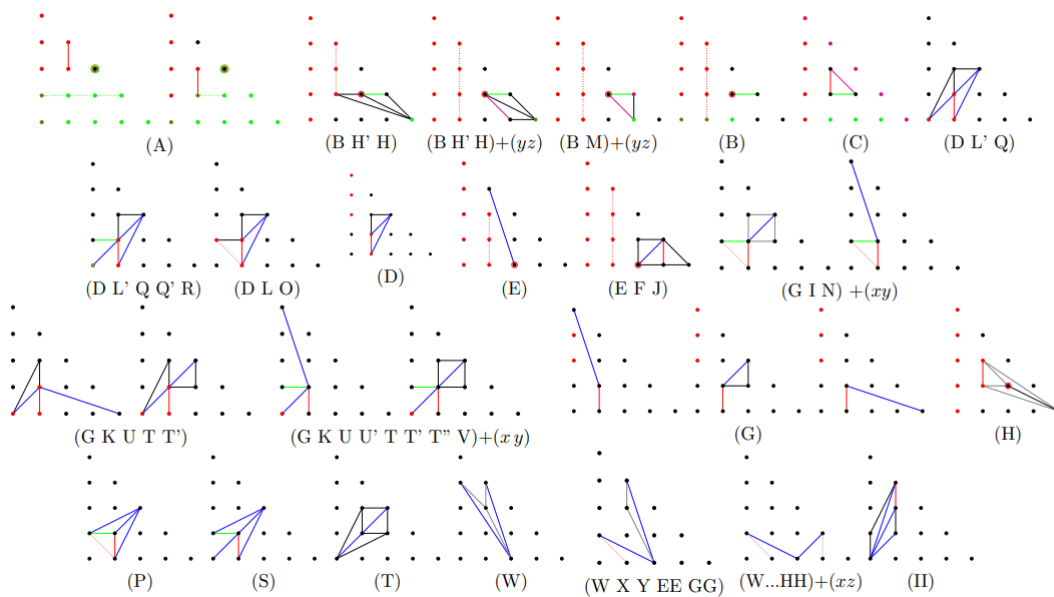 (A)
(B H' H)
(B H' H)+(yz)
(B M)+(yz)
(B)
(C)
(D L' Q)
(D L' Q Q' R)
(D L O)
(D)
(E)
(E F J)
(G I N) +(xy)
(G K U T T')
(G K U U' T T' T" V)+(x y)
(G)
(H)
(P)
(S)
(T)
(W)
(W X Y EE GG)
(W...HH)+(xz)
(II)